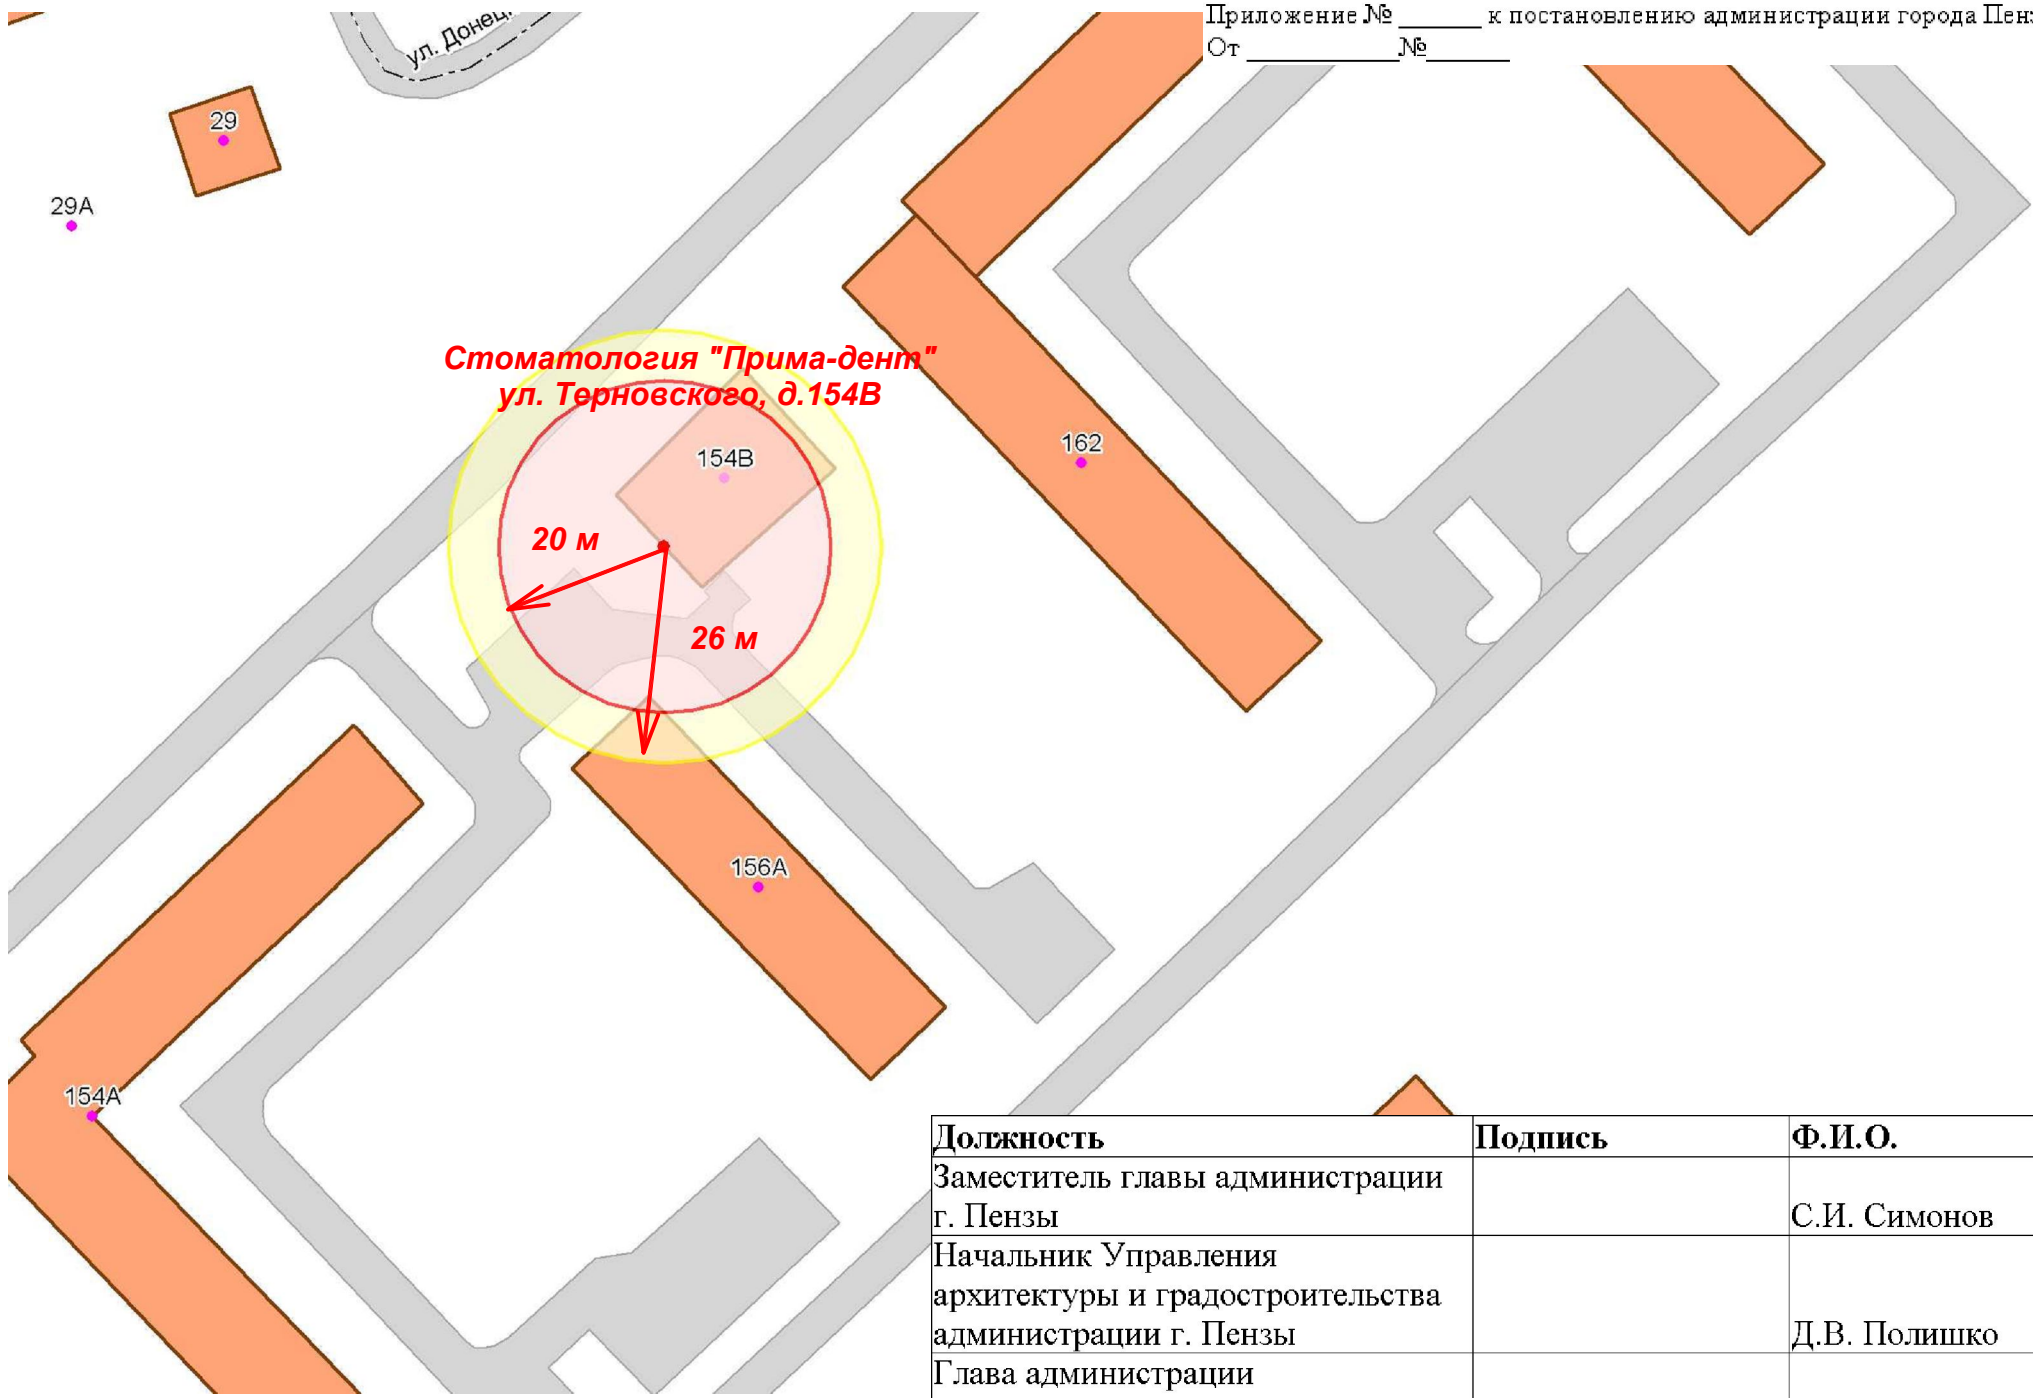 Приложение № ______ к постановлению администрации города
От ___________№______
ул.
29
29А
Стоматология "Прима-дент"
ул. Терновского, д.154В
154В
162
20 м
26 м
156А
154А
Должность Подпись Ф.И.О.
Заместитель главы администрации
г. Пензы С.И. Симонов
Начальник Управления
архитектуры и градостроительства
администрации г. Пензы Д.В. Полишко
Глава администрации